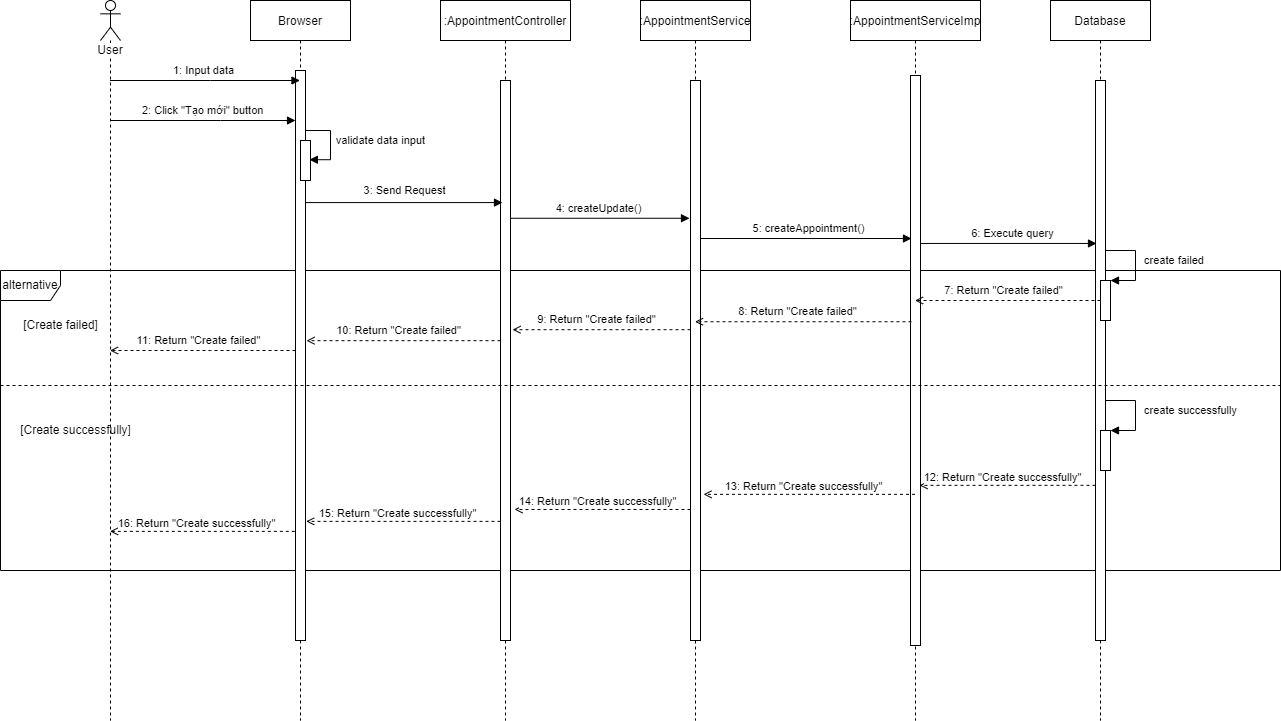 User
Browser
:AppointmentController
:AppointmentService
:AppointmentServiceImp
Database
1: Input data
2: Click "Tạo mới" button
validate data input
3: Send Request
4: createUpdate()
5: createAppointment()
6: Execute query
create failed
alternative
[Create failed]
7: Return "Create failed"
8: Return "Create failed"
9: Return "Create failed"
10: Return "Create failed"
11: Return "Create failed"
create successfully
[Create successfully]
12: Return "Create successfully"
13: Return "Create successfully"
14: Return "Create successfully"
15: Return "Create successfully"
16: Return "Create successfully"